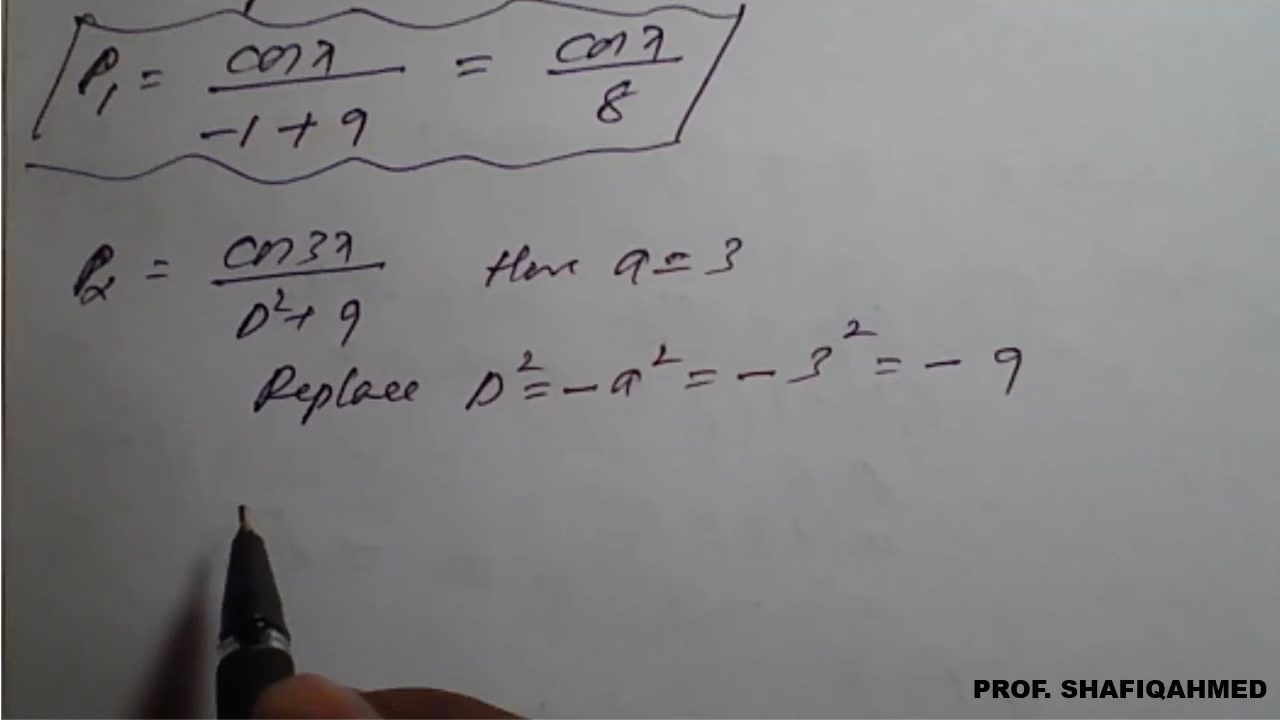 P₁ = cos x / -1 + 9 = cos x / 8
P₂ = cos 3x / D² + 9 Here a = 3
Replace D² = -a² = -3² = -9
PROF. SHAFIQAHMED